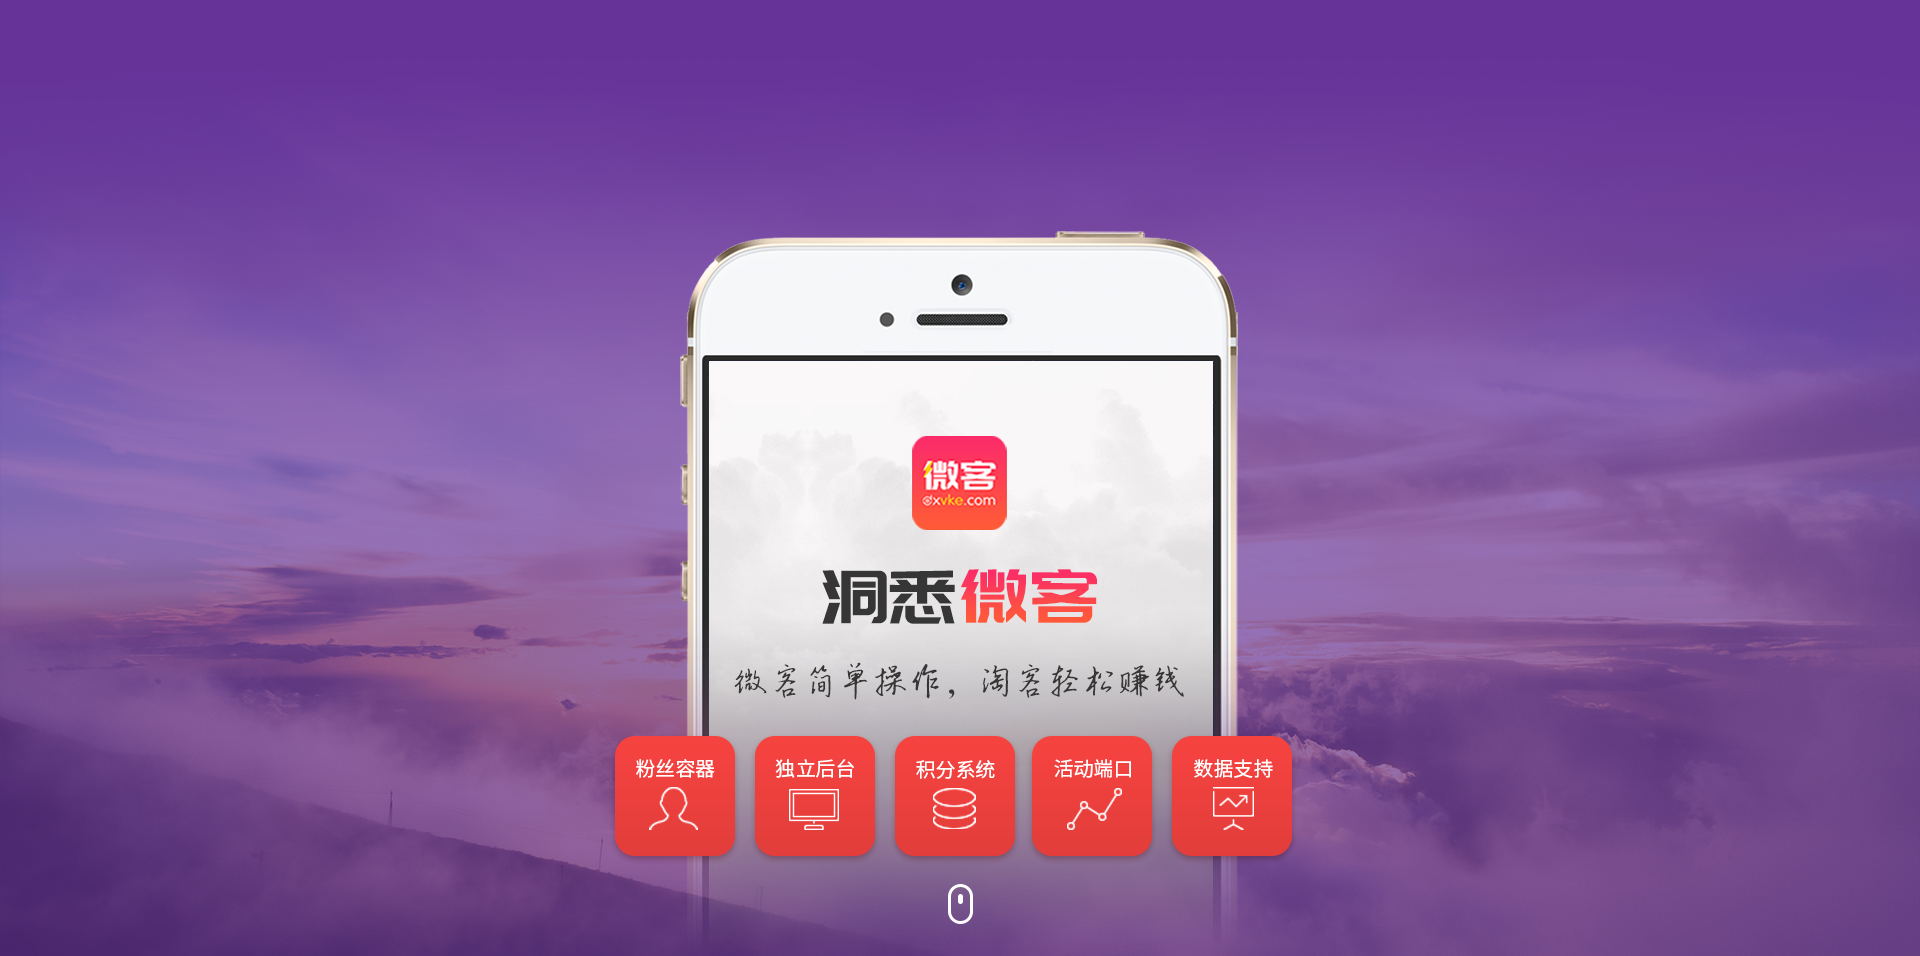 微客
dxvke.com
洞悉微客
微客简单操作，淘客轻松赚钱
粉丝容器
独立后台
积分系统
活动端口
数据支持